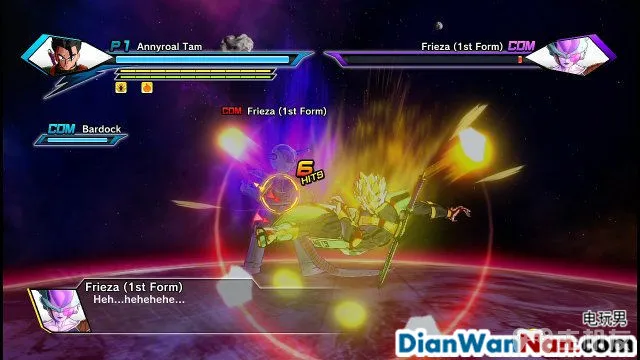 P1 Annyroal Tam
Frieza (1st Form) COM
COM Frieza (1st Form)
COM Bardock
6
HITS
Frieza (1st Form)
Heh...hehehehe...
电玩男
DianWanNan.com